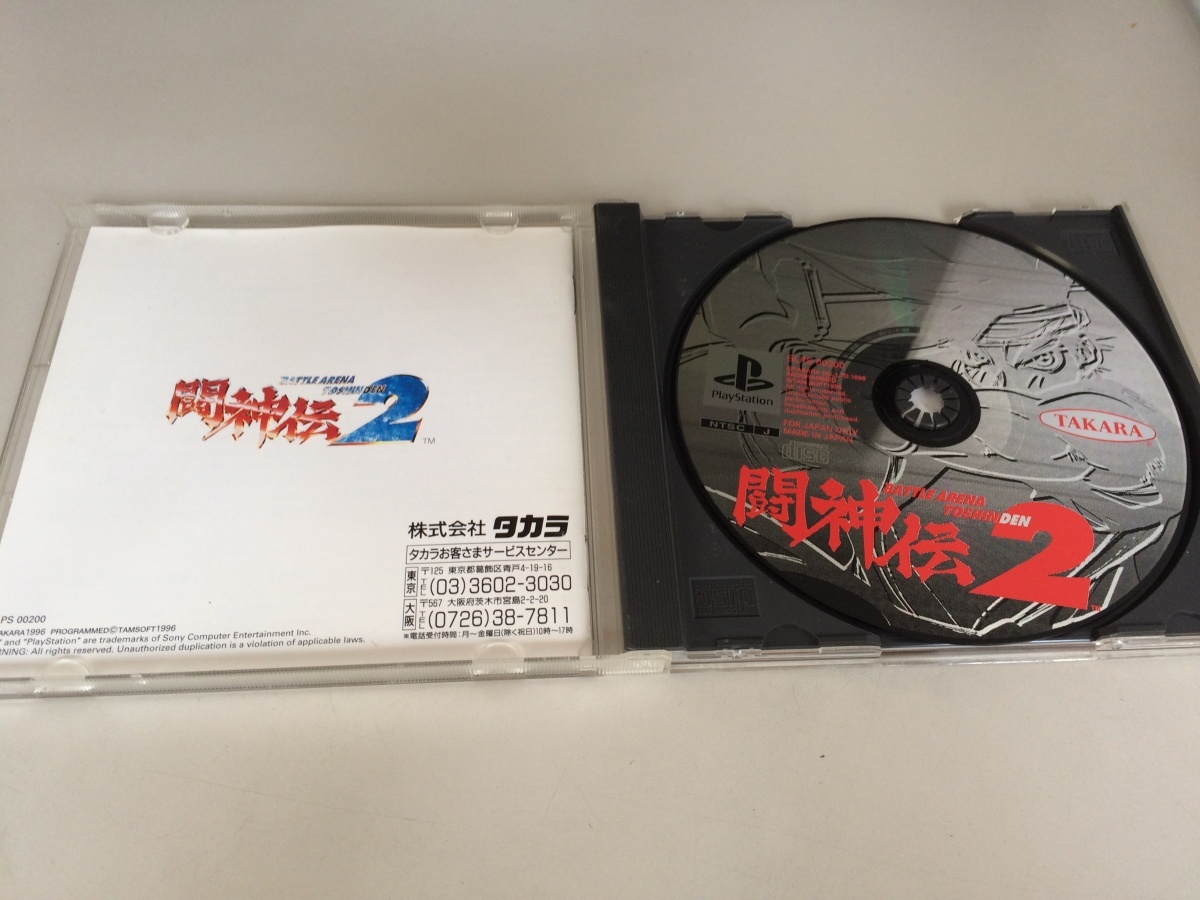 BATTLE ARENA
TOSHINDEN
闘神伝2
TM
株式会社 タカラ
タカラお客さまサービスセンター
東京
〒125 東京都葛飾区青戸4-19-16
TEL (03)3602-3030
大阪
〒567 大阪府茨木市宮島2-2-20
TEL (0726)38-7811
*電話受付時間:月〜金曜日(除く祝日)10時〜17時
PS 00200
AKARA1996 PROGRAMMED©TAMSOFT1996
" and "PlayStation" are trademarks of Sony Computer Entertainment Inc.
RNING: All rights reserved. Unauthorized duplication is a violation of applicable laws.
PlayStation
NTSC J
00200
FOR JAPAN ONLY
MADE IN JAPAN
disc
TAKARA
BATTLE ARENA
TOSHINDEN
闘神伝2
TM